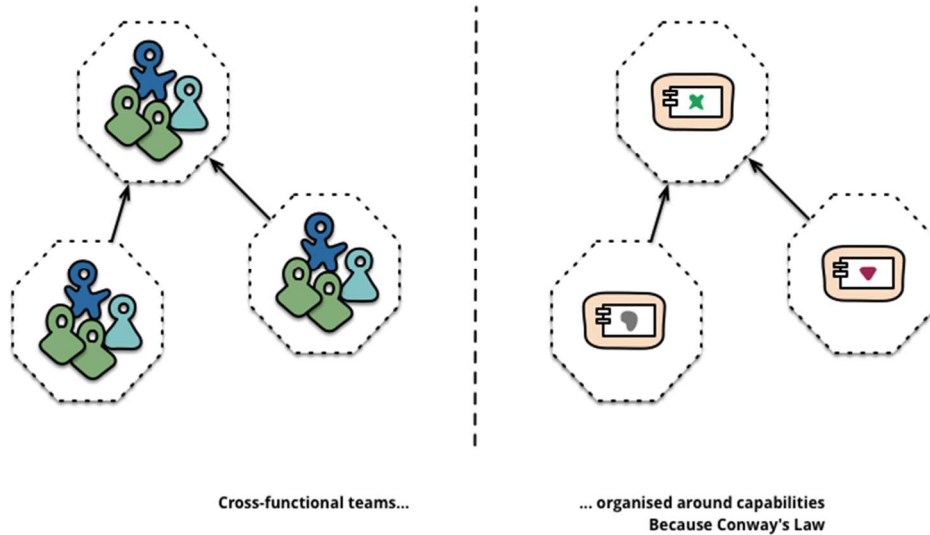 Cross-functional teams...
... organised around capabilities
Because Conway's Law